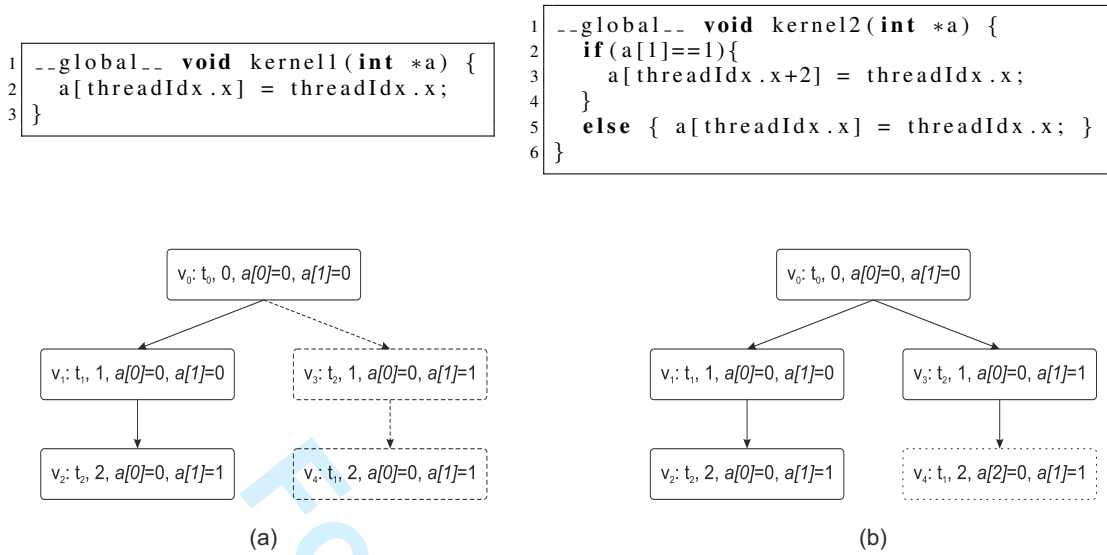 1 __global__ void kernel1(int *a) {
2 a[threadIdx.x] = threadIdx.x;
3 }
1 __global__ void kernel2(int *a) {
2 if(a[1]==1){
3 a[threadIdx.x+2] = threadIdx.x;
4 }
5 else { a[threadIdx.x] = threadIdx.x; }
6 }
v0: t0, 0, a[0]=0, a[1]=0
v1: t1, 1, a[0]=0, a[1]=0
v3: t2, 1, a[0]=0, a[1]=1
v2: t2, 2, a[0]=0, a[1]=1
v4: t1, 2, a[0]=0, a[1]=1
(a)
v0: t0, 0, a[0]=0, a[1]=0
v1: t1, 1, a[0]=0, a[1]=0
v3: t2, 1, a[0]=0, a[1]=1
v2: t2, 2, a[0]=0, a[1]=1
v4: t1, 2, a[2]=0, a[1]=1
(b)